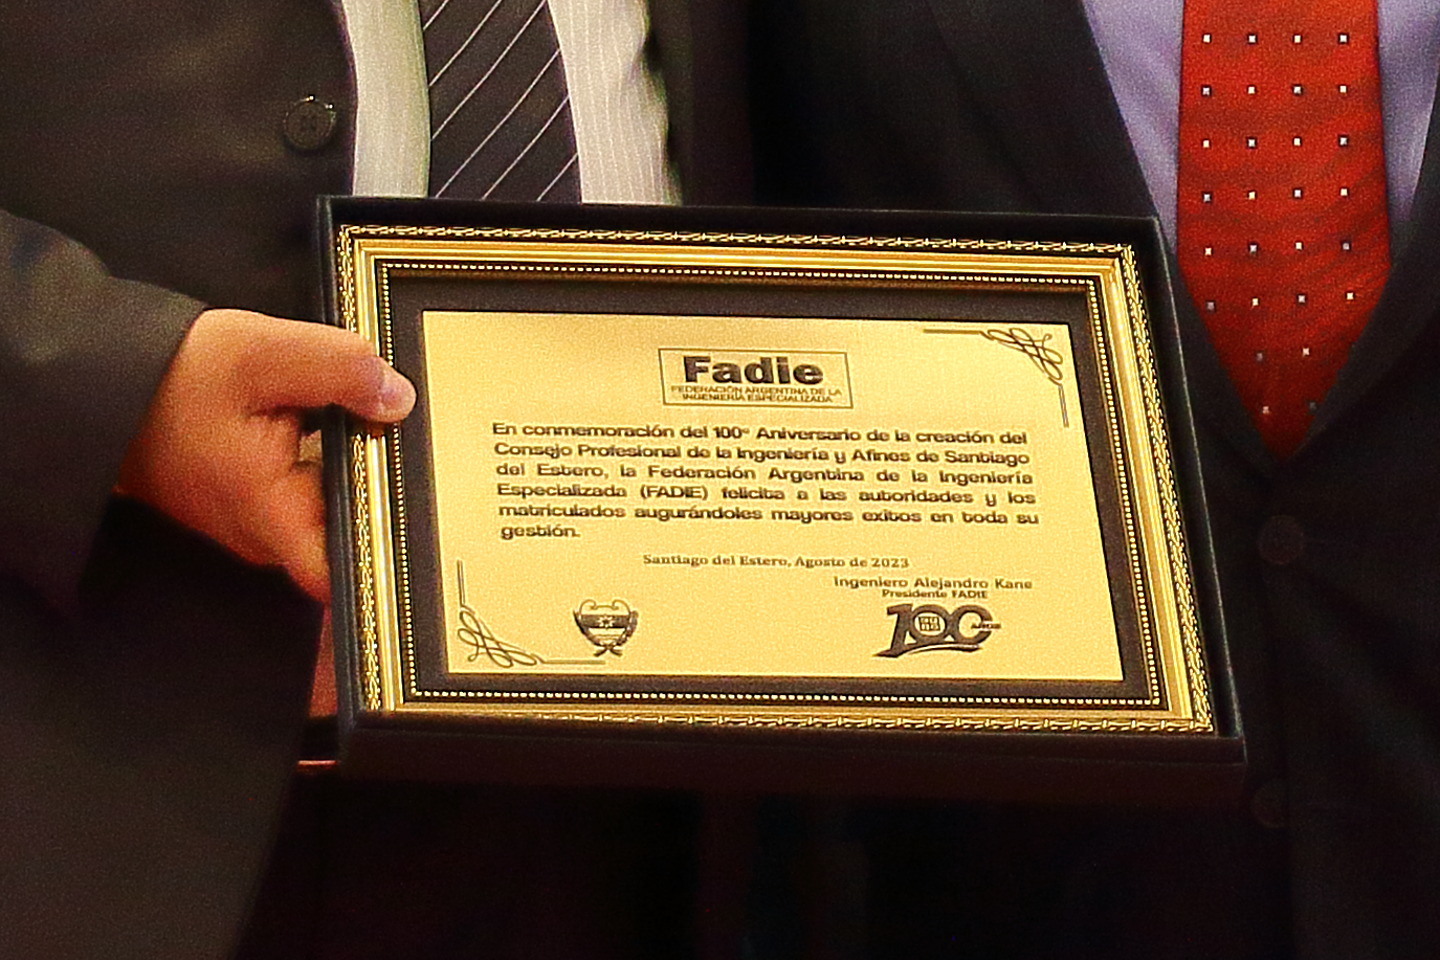 Fadie
FEDERACIÓN ARGENTINA DE LA
INGENIERÍA ESPECIALIZADA
En conmemoración del 100º Aniversario de la creación del
Consejo Profesional de la Ingeniería y Afines de Santiago
del Estero, la Federación Argentina de la Ingeniería
Especializada (FADIE) felicita a las autoridades y los
matriculados augurándoles mayores exitos en toda su
gestión.
Santiago del Estero, Agosto de 2023
Ingeniero Alejandro Kane
Presidente FADIE
100 AÑOS